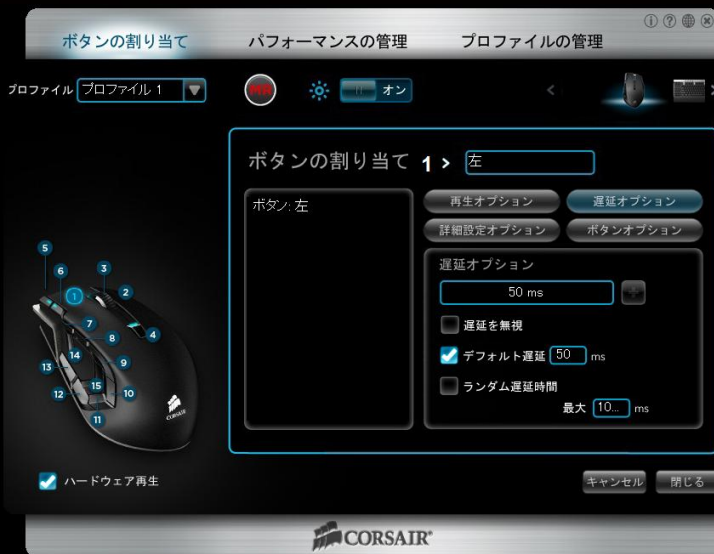 ボタンの割り当て パフォーマンスの管理 プロファイルの管理
プロファイル プロファイル 1 MR オン
ボタンの割り当て 1 > 左
ボタン: 左
再生オプション 遅延オプション
詳細設定オプション ボタンオプション
遅延オプション
50 ms
遅延を無視
デフォルト遅延 50 ms
ランダム遅延時間
最大 10... ms
5
6
1
3
2
4
7
8
14
9
13
15
12
10
11
CORSAIR
ハードウェア再生
キャンセル 閉じる
CORSAIR